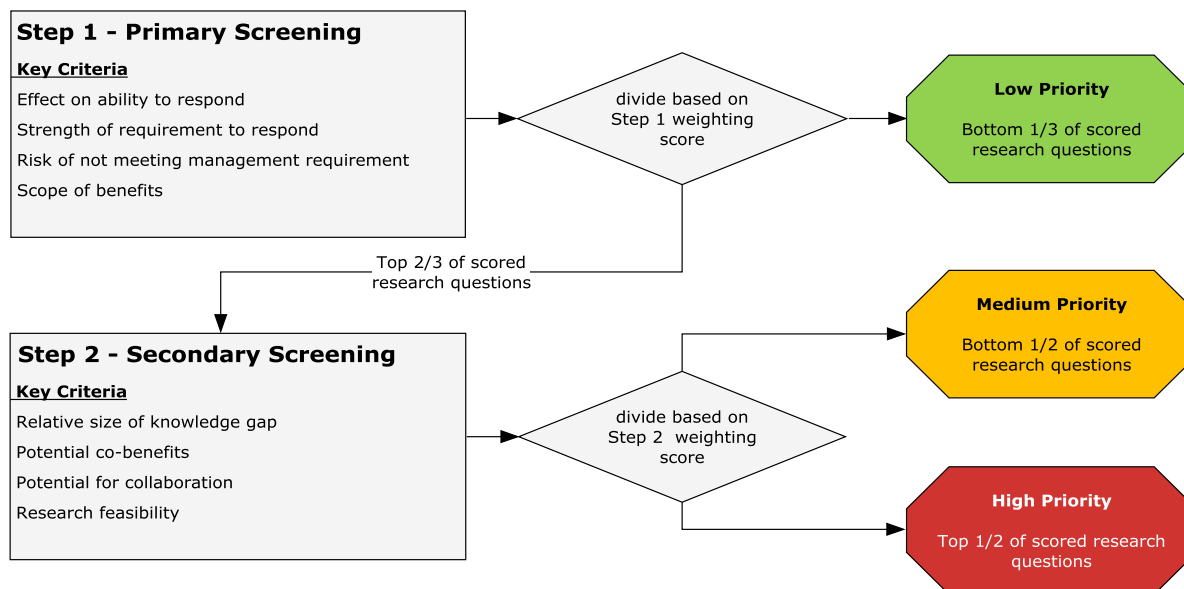 Step 1 - Primary Screening
Key Criteria
Effect on ability to respond
Strength of requirement to respond
Risk of not meeting management requirement
Scope of benefits
divide based on
Step 1 weighting
score
Low Priority
Bottom 1/3 of scored
research questions
Top 2/3 of scored
research questions
Step 2 - Secondary Screening
Key Criteria
Relative size of knowledge gap
Potential co-benefits
Potential for collaboration
Research feasibility
divide based on
Step 2  weighting
score
Medium Priority
Bottom 1/2 of scored
research questions
High Priority
Top 1/2 of scored research
questions